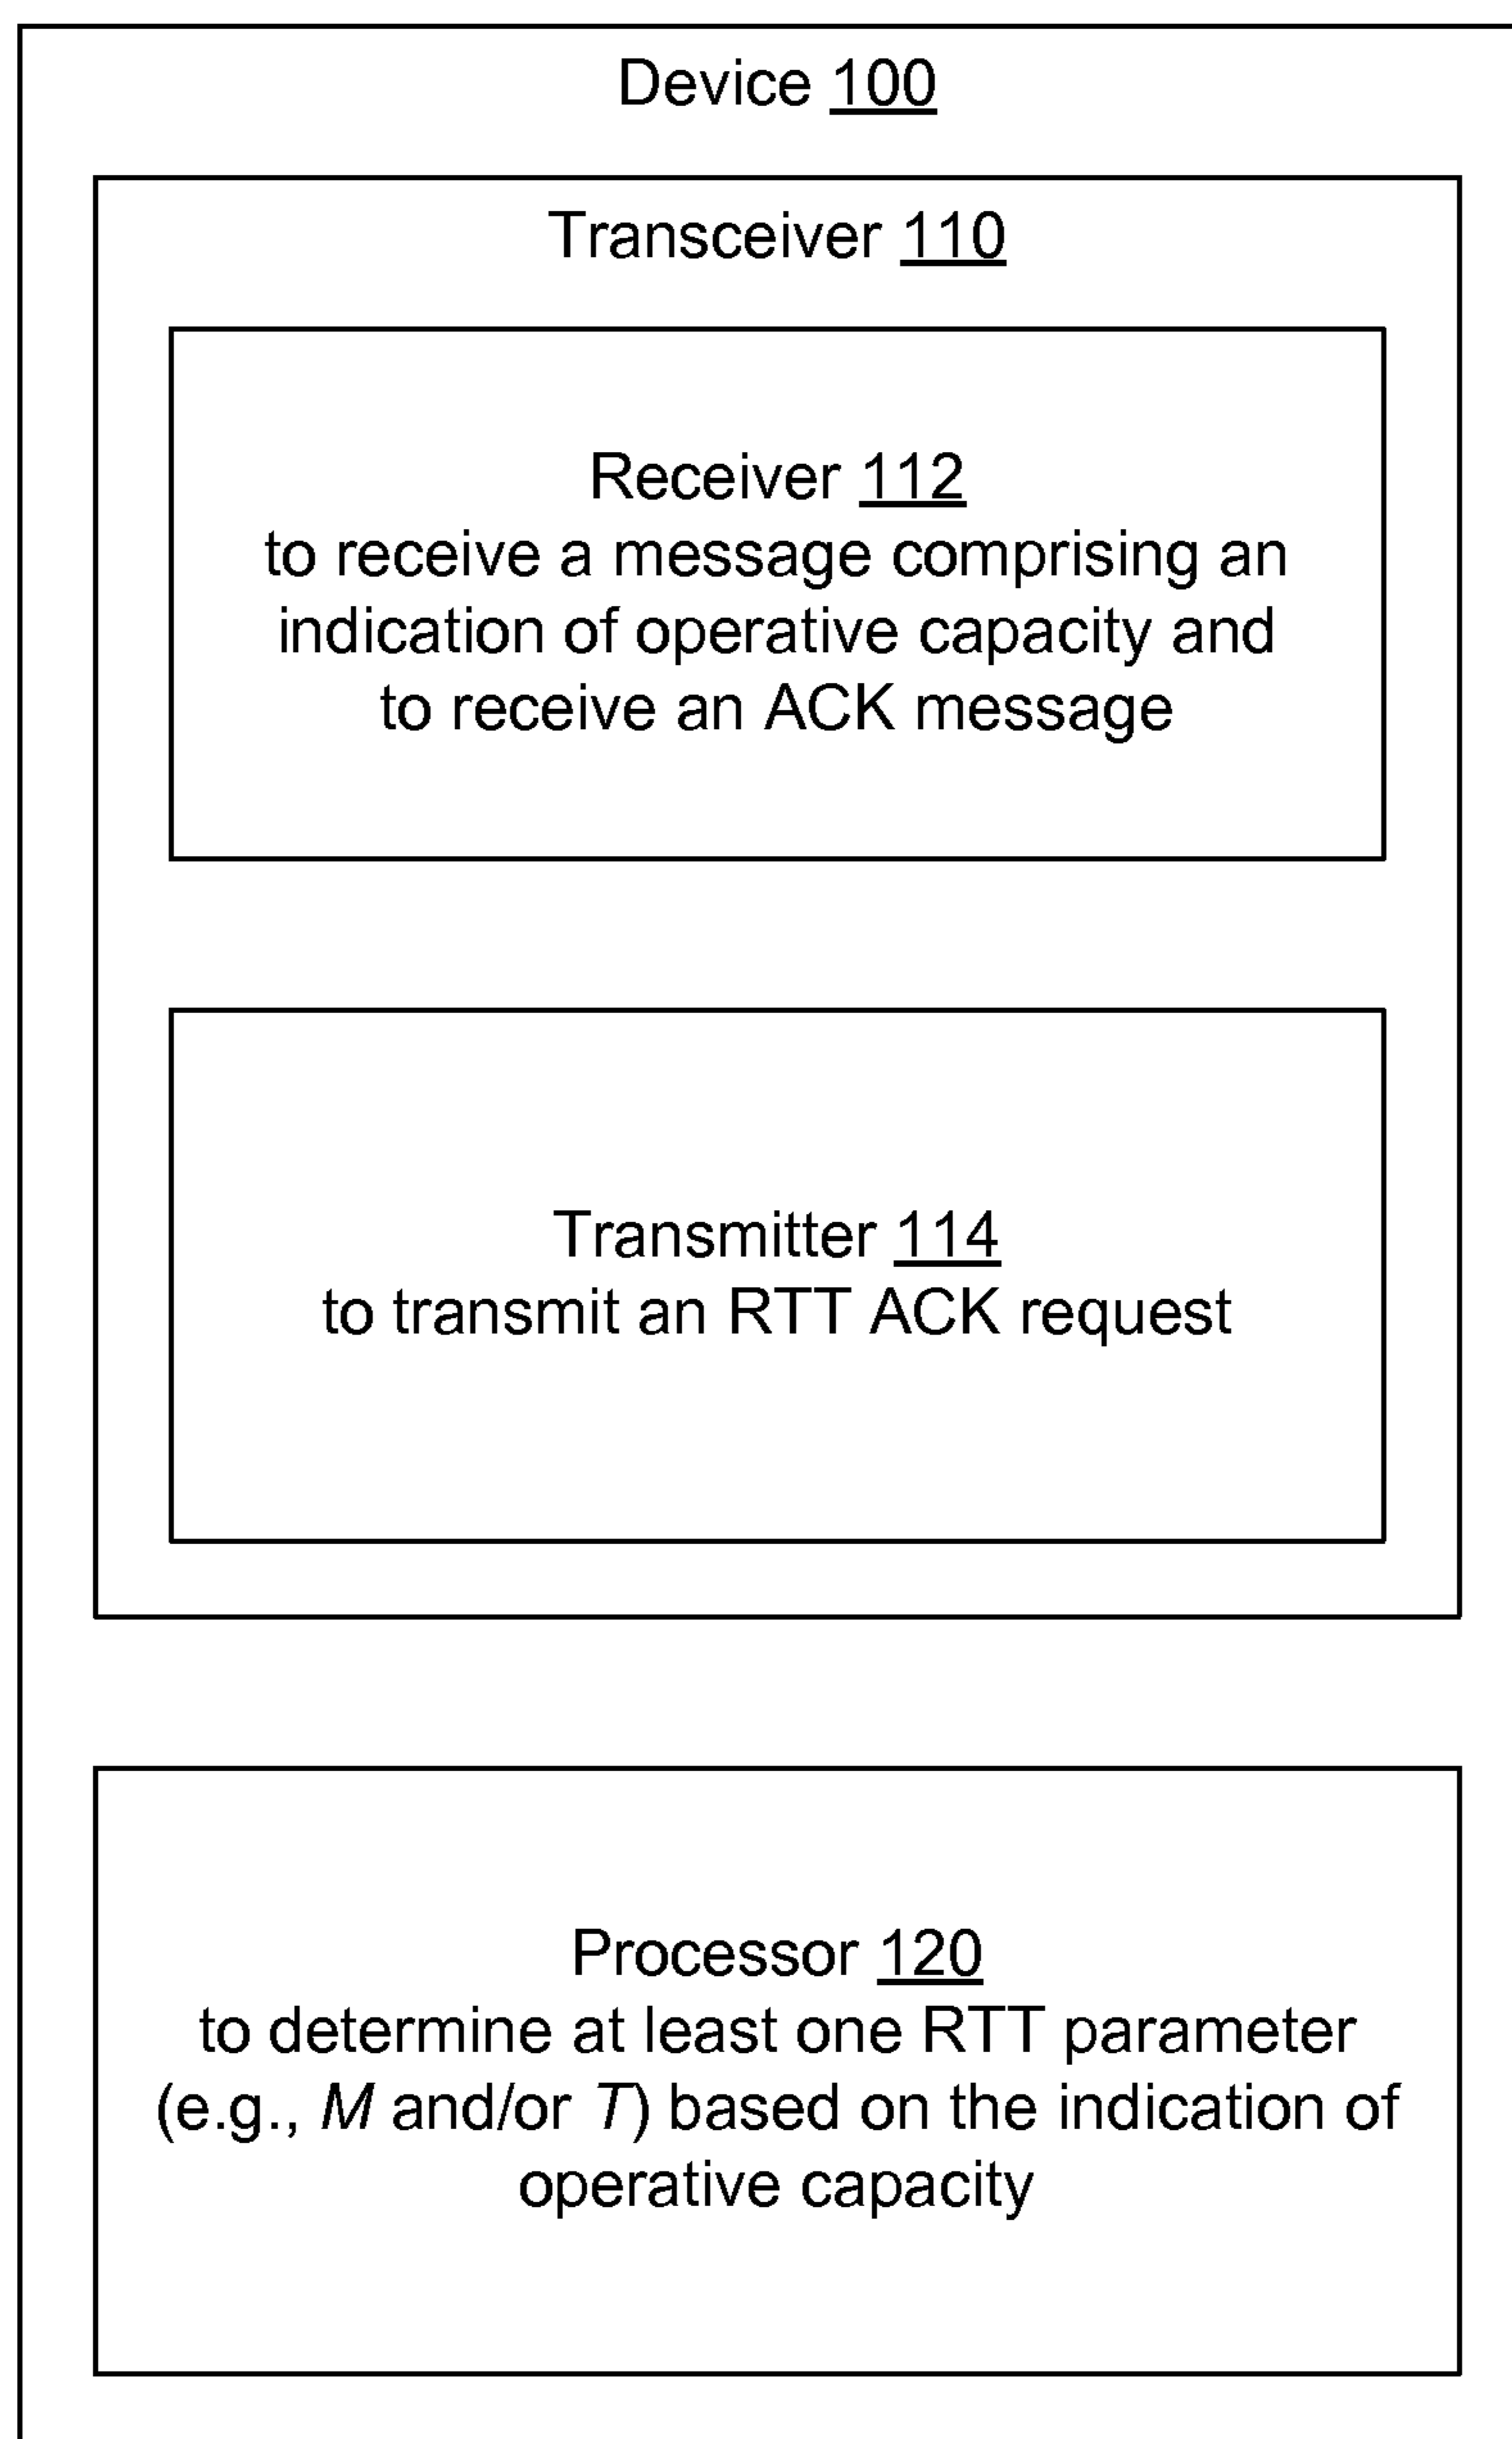 Device 100
Transceiver 110
Receiver 112
to receive a message comprising an
indication of operative capacity and
to receive an ACK message
Transmitter 114
to transmit an RTT ACK request
Processor 120
to determine at least one RTT parameter
(e.g., M and/or T) based on the indication of
operative capacity